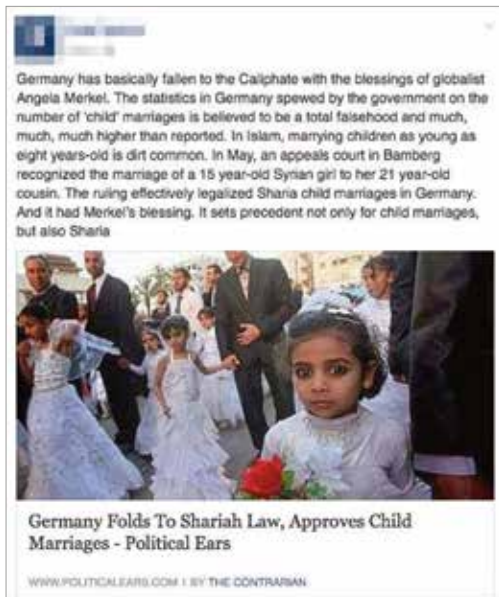 Germany has basically fallen to the Caliphate with the blessings of globalist
Angela Merkel. The statistics in Germany spewed by the government on the
number of 'child' marriages is believed to be a total falsehood and much,
much, much higher than reported. In Islam, marrying children as young as
eight years-old is dirt common. In May, an appeals court in Bamberg
recognized the marriage of a 15 year-old Syrian girl to her 21 year-old
cousin. The ruling effectively legalized Sharia child marriages in Germany.
And it had Merkel's blessing. It sets precedent not only for child marriages,
but also Sharia
Germany Folds To Shariah Law, Approves Child
Marriages - Political Ears
WWW.POLITICALEARS.COM | BY THE CONTRARIAN